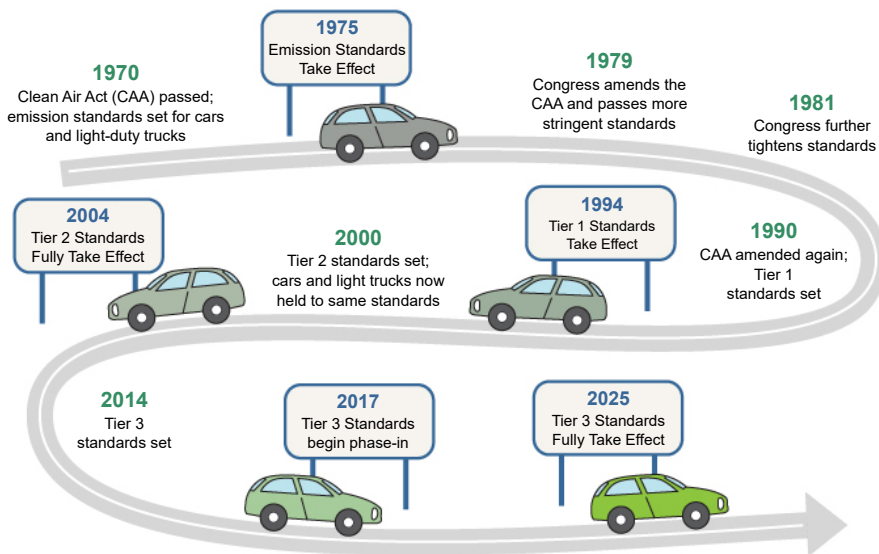 1970
Clean Air Act (CAA) passed;
emission standards set for cars
and light-duty trucks
1975
Emission Standards
Take Effect
1979
Congress amends the
CAA and passes more
stringent standards
1981
Congress further
tightens standards
1990
CAA amended again;
Tier 1
standards set
1994
Tier 1 Standards
Take Effect
2000
Tier 2 standards set;
cars and light trucks now
held to same standards
2004
Tier 2 Standards
Fully Take Effect
2014
Tier 3
standards set
2017
Tier 3 Standards
begin phase-in
2025
Tier 3 Standards
Fully Take Effect